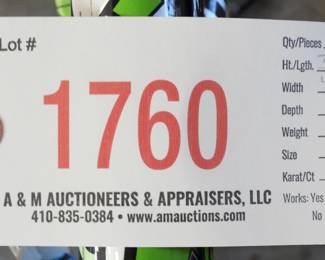 Lot #
1760
A & M AUCTIONEERS & APPRAISERS, LLC
410-835-0384 • www.amauctions.com
Qty/Pieces
Ht./Lgth.
Width
Depth
Weight
Size
Karat/Ct
Works: Yes
No